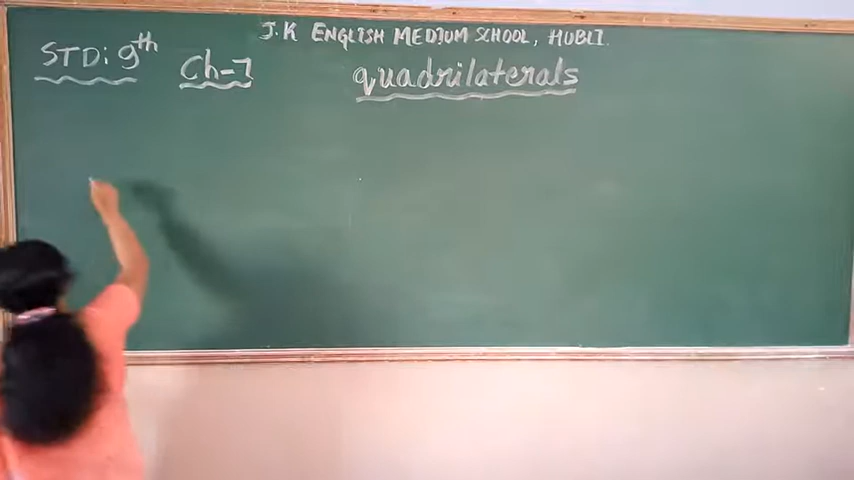 J.K ENGLISH MEDIUM SCHOOL, HUBLI.
STD: 9th Ch-7 quadrilaterals